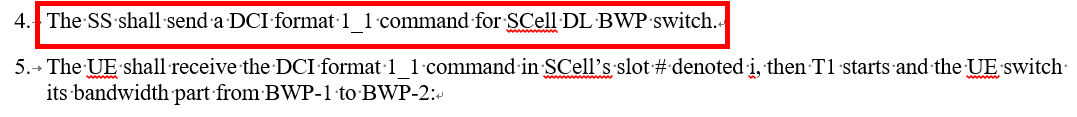 4. The SS shall send a DCI format 1_1 command for SCell DL BWP switch.
5. The UE shall receive the DCI format 1_1 command in SCell's slot # denoted i, then T1 starts and the UE switch
its bandwidth part from BWP-1 to BWP-2: